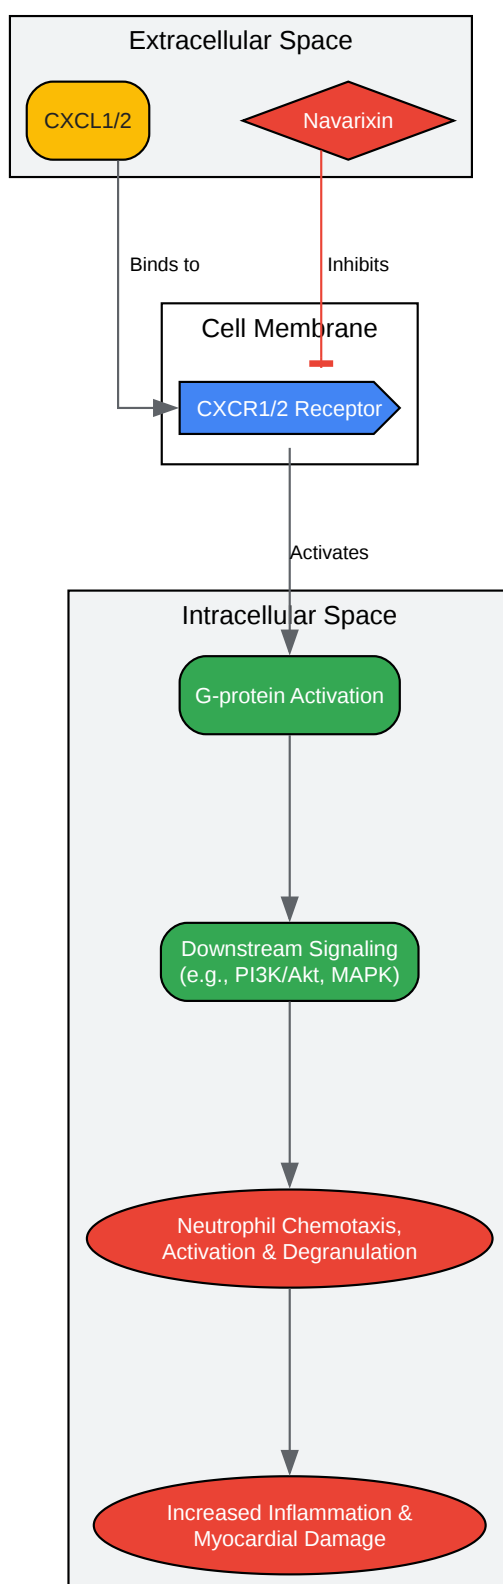 Extracellular Space
CXCL1/2
Navarixin
Binds to
Inhibits
Cell Membrane
CXCR1/2 Receptor
Activates
Intracellular Space
G-protein Activation
Downstream Signaling
(e.g., PI3K/Akt, MAPK)
Neutrophil Chemotaxis,
Activation & Degranulation
Increased Inflammation &
Myocardial Damage